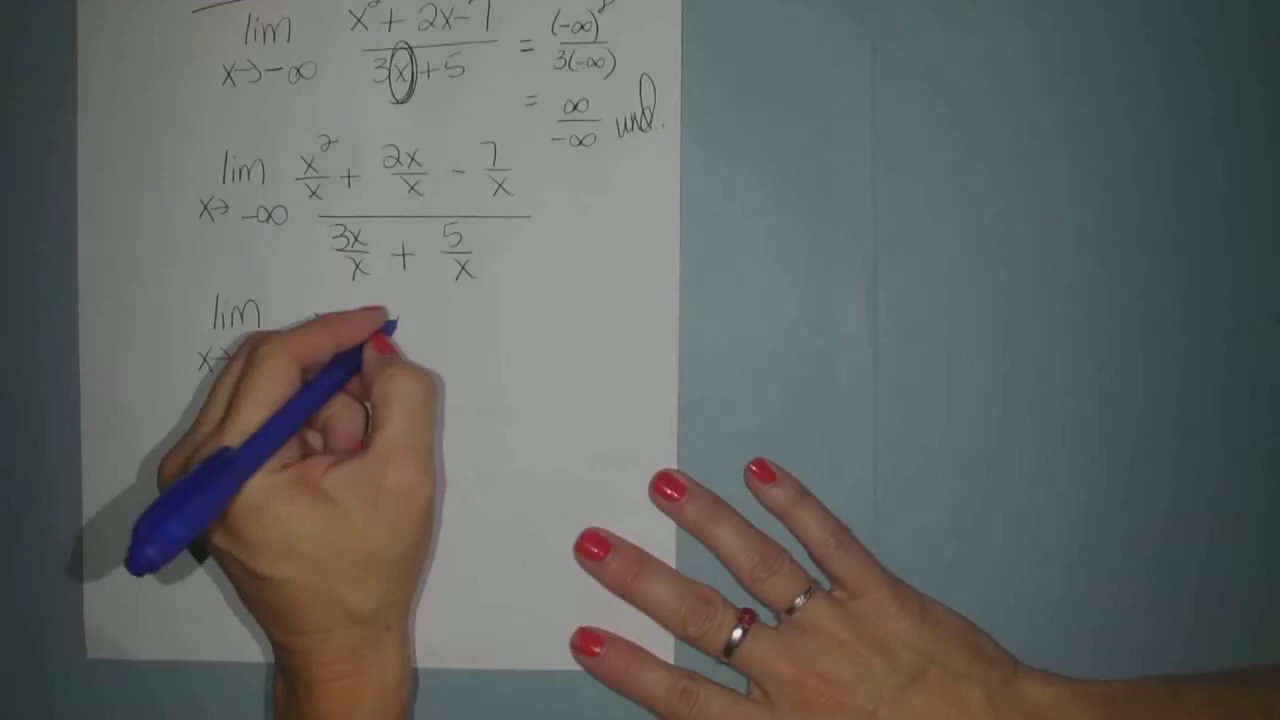 lim x→-∞ (x² + 2x - 7)/(3x + 5) = (-∞)²/3(-∞)
= ∞/-∞ und.
lim x→ -∞ (x²/x + 2x/x - 7/x)/(3x/x + 5/x)
lim x→